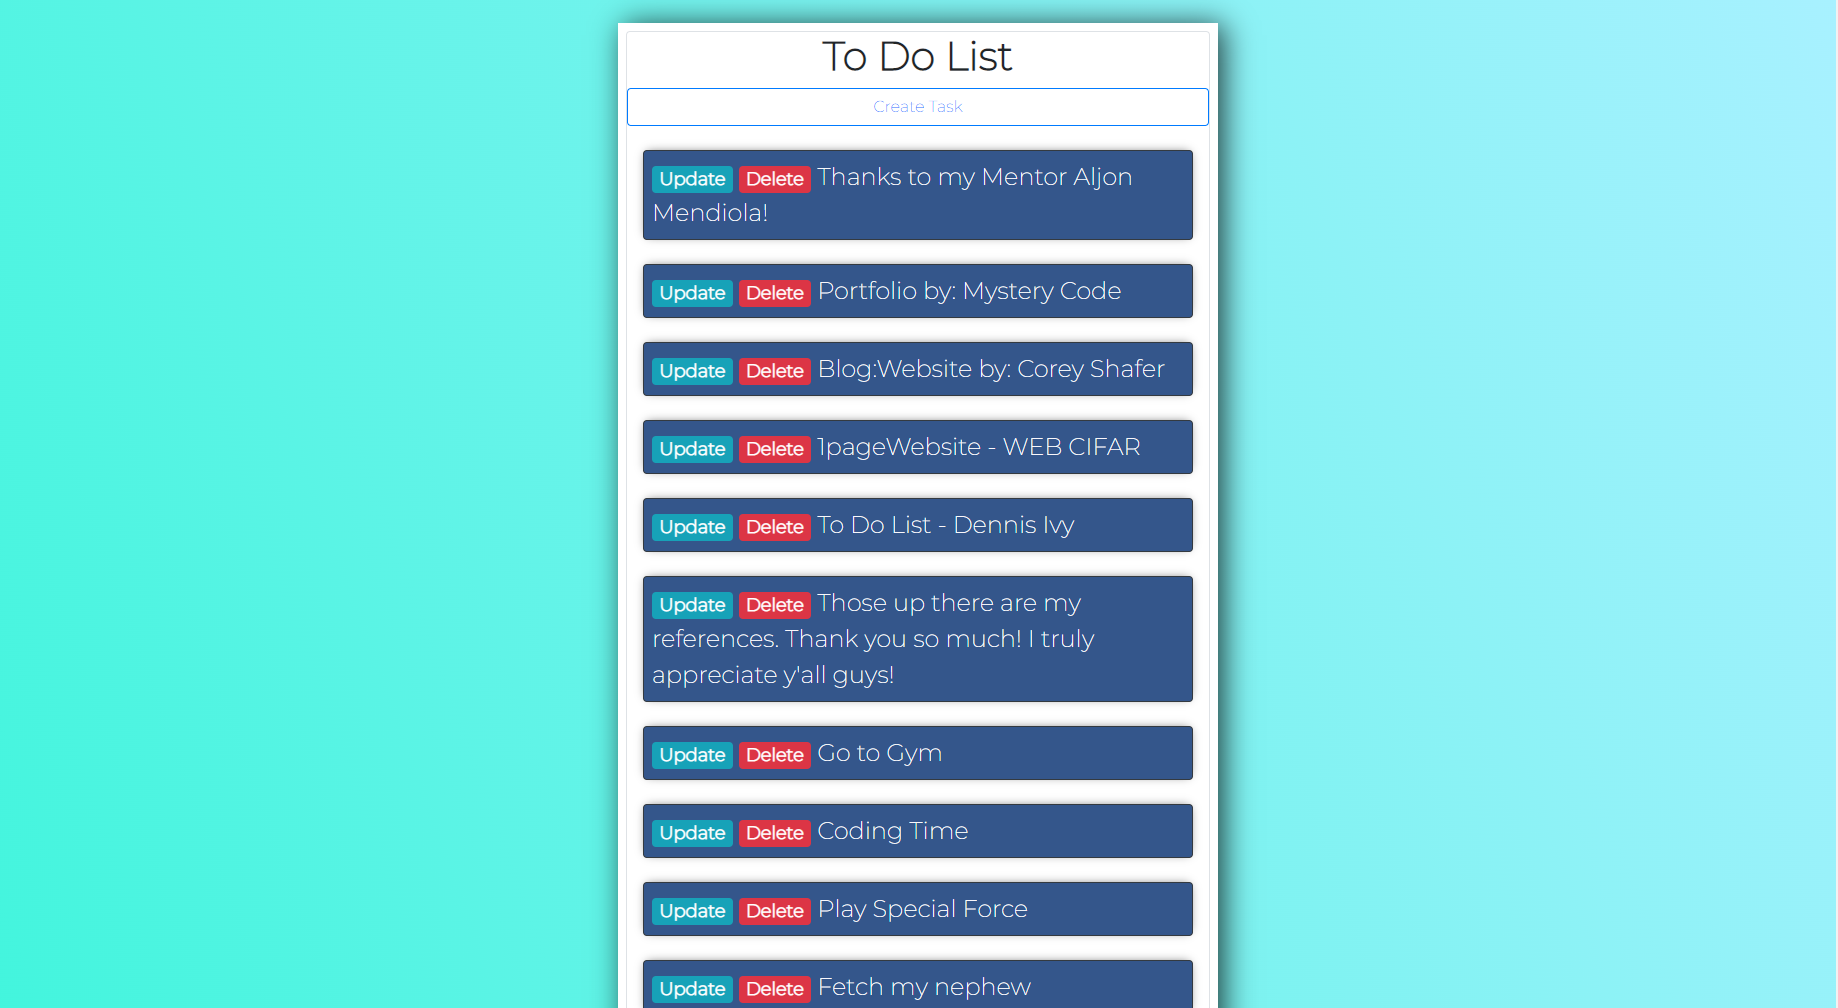 To Do List
Create Task
Update Delete Thanks to my Mentor Aljon
Mendiola!
Update Delete Portfolio by: Mystery Code
Update Delete Blog:Website by: Corey Shafer
Update Delete 1pageWebsite - WEB CIFAR
Update Delete To Do List - Dennis Ivy
Update Delete Those up there are my
references. Thank you so much! I truly
appreciate y'all guys!
Update Delete Go to Gym
Update Delete Coding Time
Update Delete Play Special Force
Update Delete Fetch my nephew